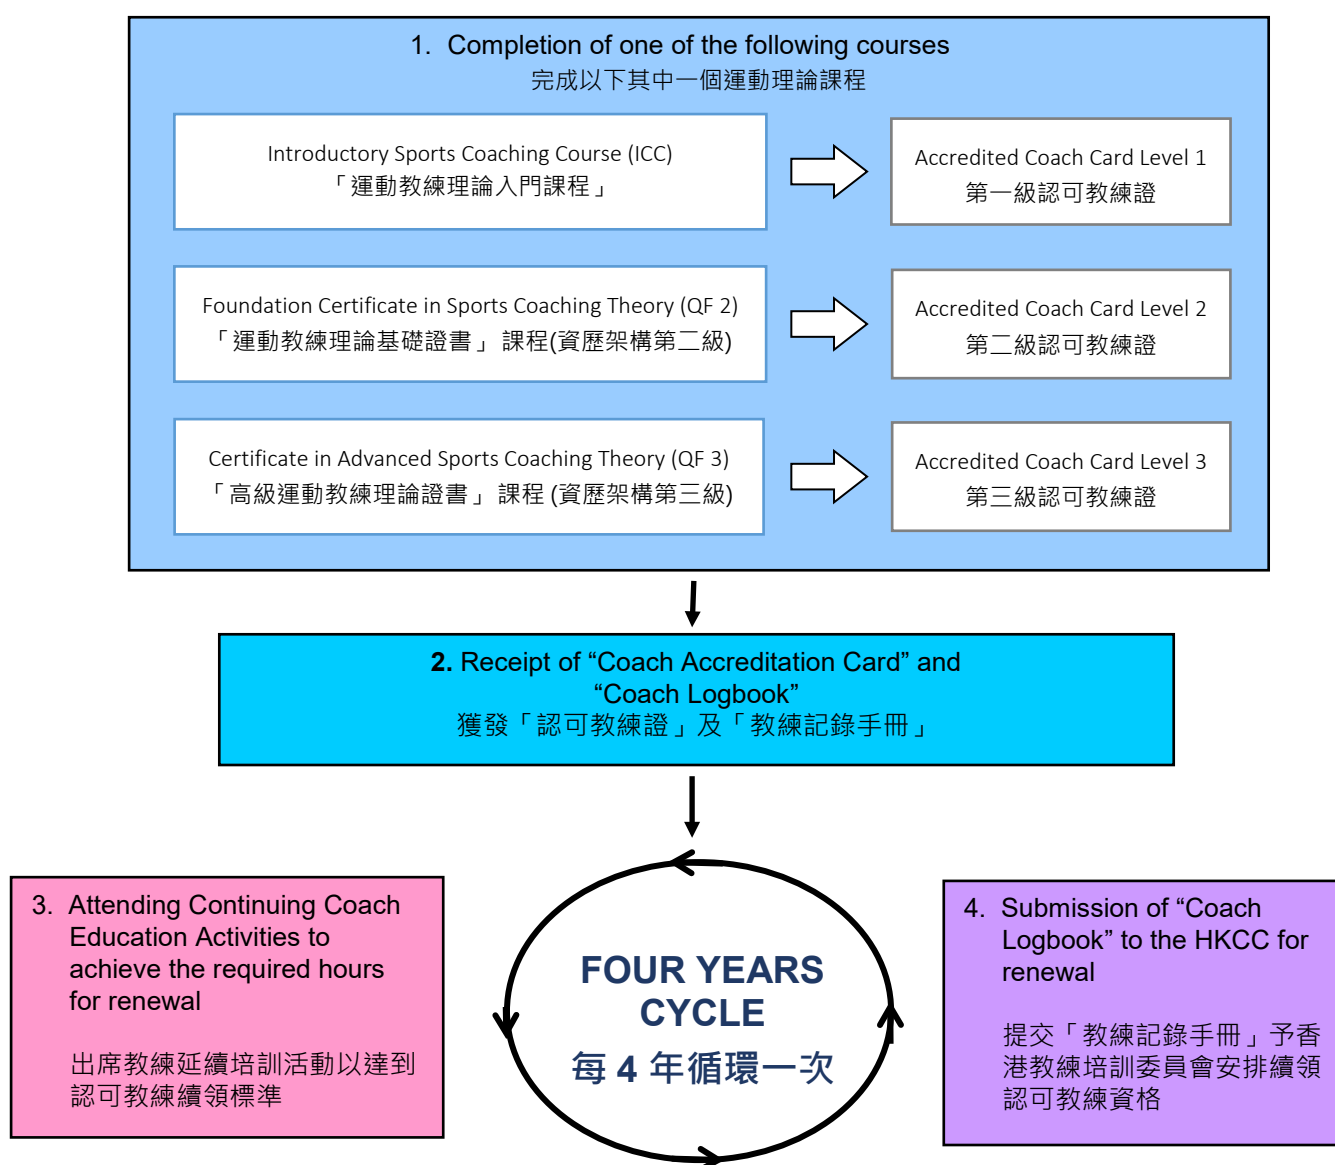 1. Completion of one of the following courses
完成以下其中一個運動理論課程
Introductory Sports Coaching Course (ICC)
「運動教練理論入門課程」
Accredited Coach Card Level 1
第一級認可教練證
Foundation Certificate in Sports Coaching Theory (QF 2)
「運動教練理論基礎證書」 課程(資歷架構第二級)
Accredited Coach Card Level 2
第二級認可教練證
Certificate in Advanced Sports Coaching Theory (QF 3)
「高級運動教練理論證書」 課程 (資歷架構第三級)
Accredited Coach Card Level 3
第三級認可教練證
2. Receipt of “Coach Accreditation Card” and
“Coach Logbook”
獲發「認可教練證」及「教練記錄手冊」
3. Attending Continuing Coach
Education Activities to
achieve the required hours
for renewal
出席教練延續培訓活動以達到
認可教練續領標準
FOUR YEARS
CYCLE
每 4 年循環一次
4. Submission of “Coach
Logbook” to the HKCC for
renewal
提交「教練記錄手冊」予香
港教練培訓委員會安排續領
認可教練資格